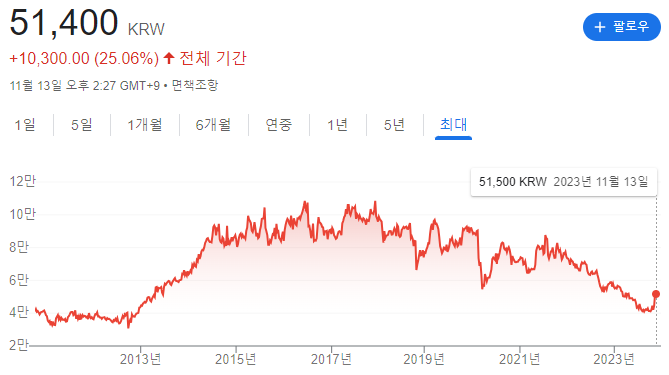 51,400 KRW
+ 팔로우
+10,300.00 (25.06%) 전체 기간
11월 13일 오후 2:27 GMT+9 • 면책조항
1일 5일 1개월 6개월 연중 1년 5년 최대
51,500 KRW 2023년 11월 13일
12만
10만
8만
6만
4만
2만
2013년 2015년 2017년 2019년 2021년 2023년